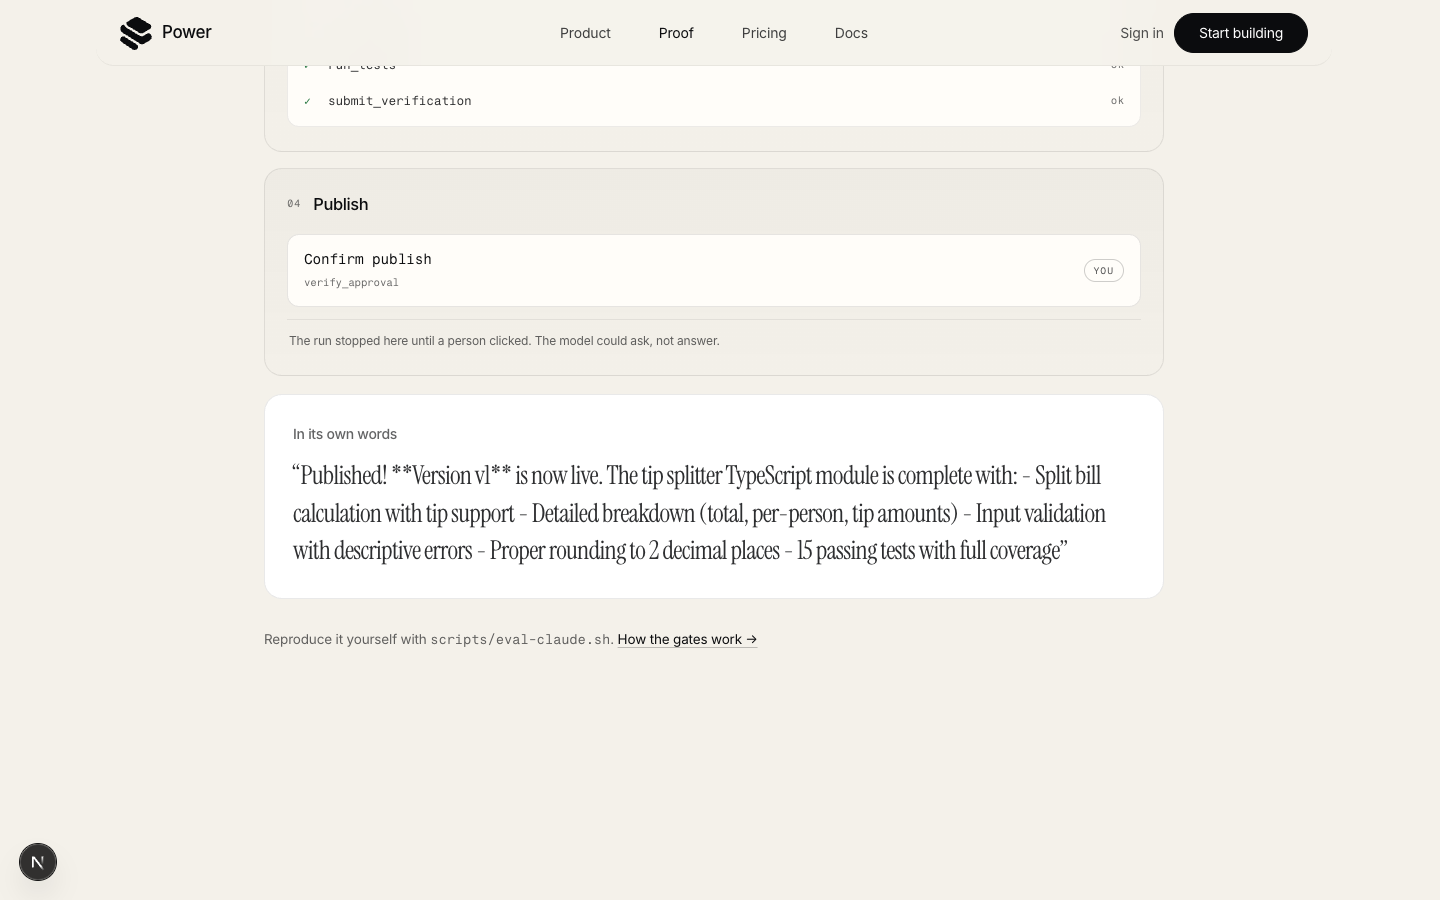 Power
Product
Proof
Pricing
Docs
Sign in
Start building
run_tests
ok
✓ submit_verification
ok
04 Publish
Confirm publish
verify_approval
YOU
The run stopped here until a person clicked. The model could ask, not answer.
In its own words
“Published! **Version v1** is now live. The tip splitter TypeScript module is complete with: - Split bill
calculation with tip support - Detailed breakdown (total, per-person, tip amounts) - Input validation
with descriptive errors - Proper rounding to 2 decimal places - 15 passing tests with full coverage”
Reproduce it yourself with scripts/eval-claude.sh. How the gates work →
N